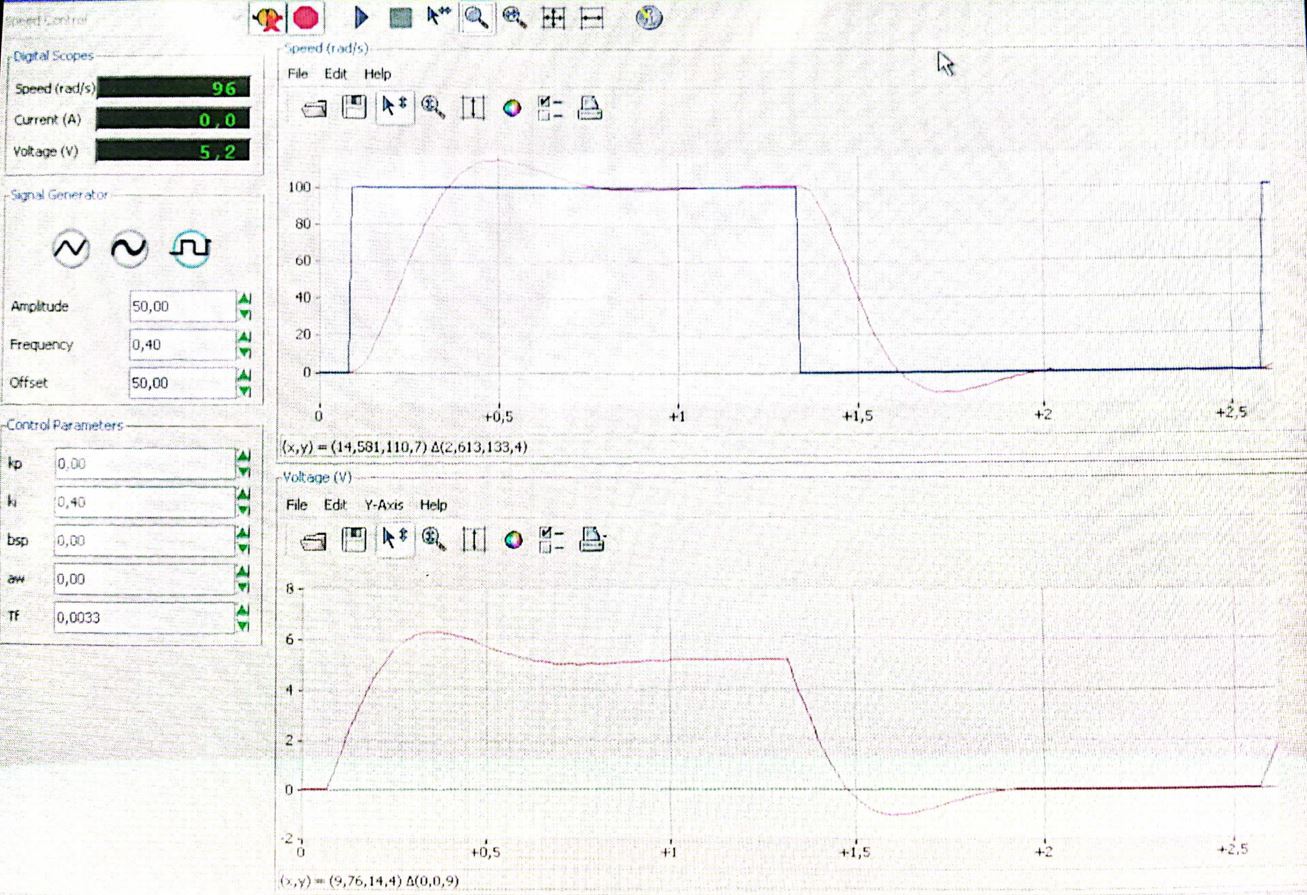 Speed Control
Digital Scopes
Speed (rad/s) 96
Current (A) 0,0
Voltage (V) 5,2
Signal Generator
Amplitude 50,00
Frequency 0,40
Offset 50,00
Control Parameters
kp 0,00
ki 0,40
bsp 0,00
aw 0,00
Tf 0,0033
Speed (rad/s)
File Edit Help
100
80
60
40
20
0
0 +0,5 +1 +1,5 +2 +2,5
(x,y) = (14,581,110,7) Δ(2,613,133,4)
Voltage (V)
File Edit Y-Axis Help
8
6
4
2
0
-2
0 +0,5 +1 +1,5 +2 +2,5
(x,y) = (9,76,14,4) Δ(0,0,9)